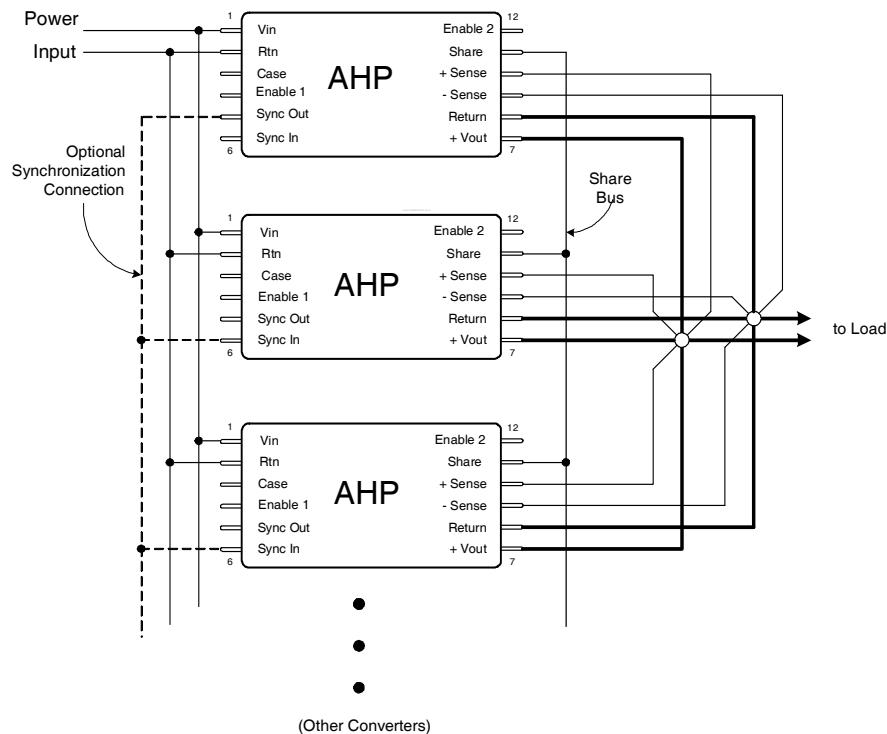 Power
Input
1
12
Vin
Enable 2
Rtn
Share
Case
AHP
+ Sense
Enable 1
- Sense
Sync Out
Return
Sync In
+ Vout
6
7
Optional
Synchronization
Connection
Share
Bus
1
12
Vin
Enable 2
Rtn
Share
Case
AHP
+ Sense
Enable 1
- Sense
Sync Out
Return
Sync In
+ Vout
6
7
to Load
1
12
Vin
Enable 2
Rtn
Share
Case
AHP
+ Sense
Enable 1
- Sense
Sync Out
Return
Sync In
+ Vout
6
7
(Other Converters)